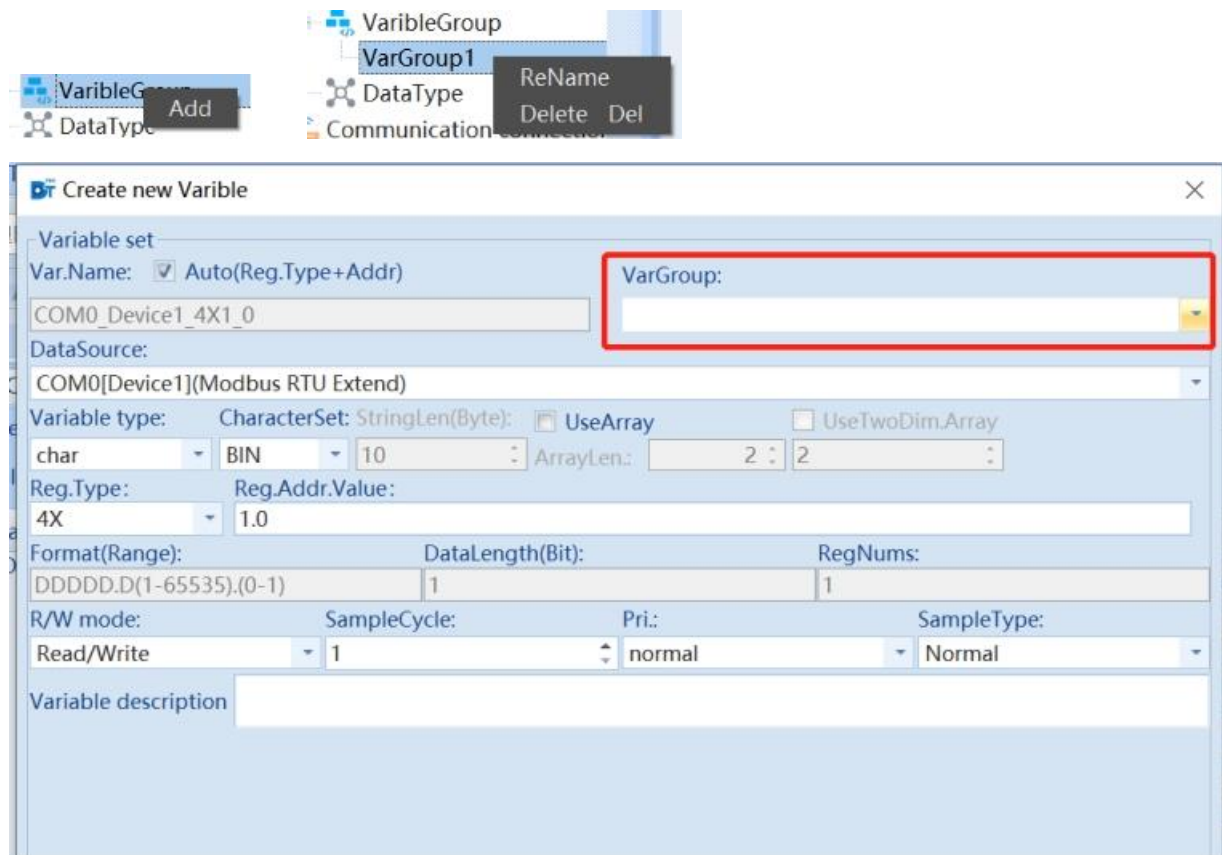 VaribleGroup
VarGroup1
ReName
DataType
Delete Del
Communication
Add
DataType
Create new Varible
Variable set
Var.Name: Auto(Reg.Type+Addr) VarGroup:
COM0_Device1_4X1_0
DataSource:
COM0[Device1](Modbus RTU Extend)
Variable type: CharacterSet: StringLen(Byte): UseArray UseTwoDim.Array
char BIN 10 ArrayLen.: 2 2
Reg.Type: Reg.Addr.Value:
4X 1.0
Format(Range): DataLength(Bit): RegNums:
DDDDD.D(1-65535).(0-1) 1 1
R/W mode: SampleCycle: Pri.: SampleType:
Read/Write 1 normal Normal
Variable description